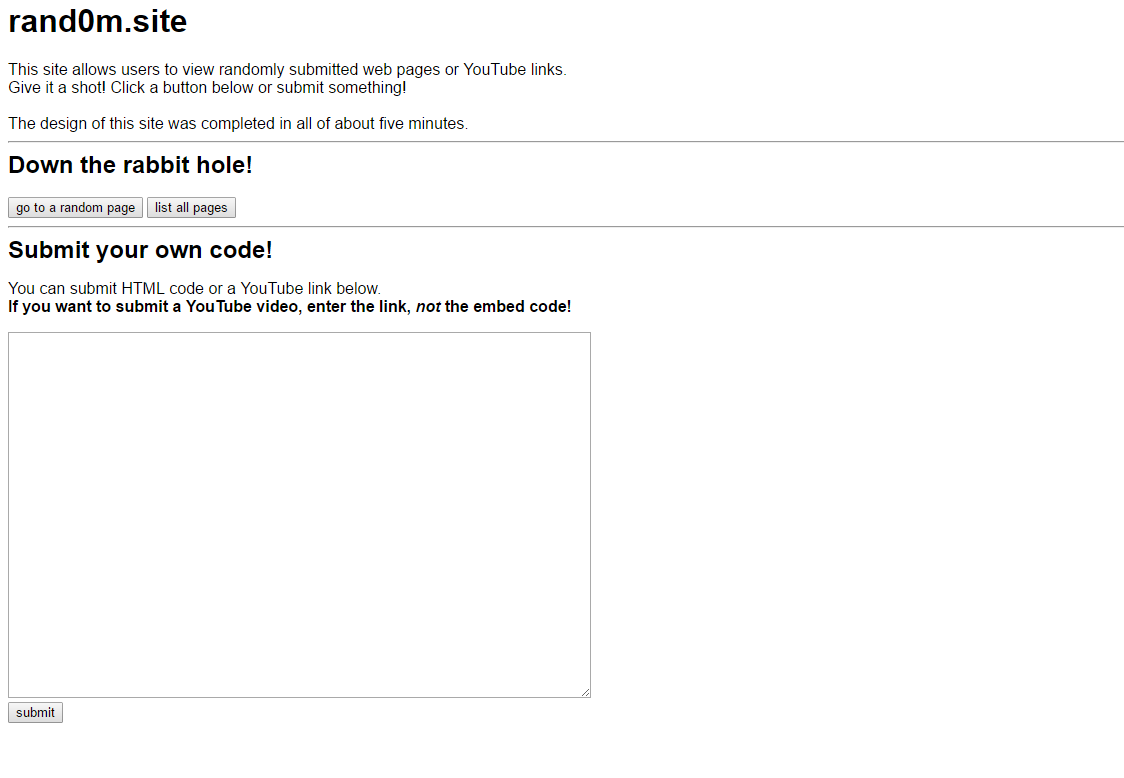 rand0m.site
This site allows users to view randomly submitted web pages or YouTube links.
Give it a shot! Click a button below or submit something!
The design of this site was completed in all of about five minutes.
Down the rabbit hole!
go to a random page list all pages
Submit your own code!
You can submit HTML code or a YouTube link below.
If you want to submit a YouTube video, enter the link, not the embed code!
submit